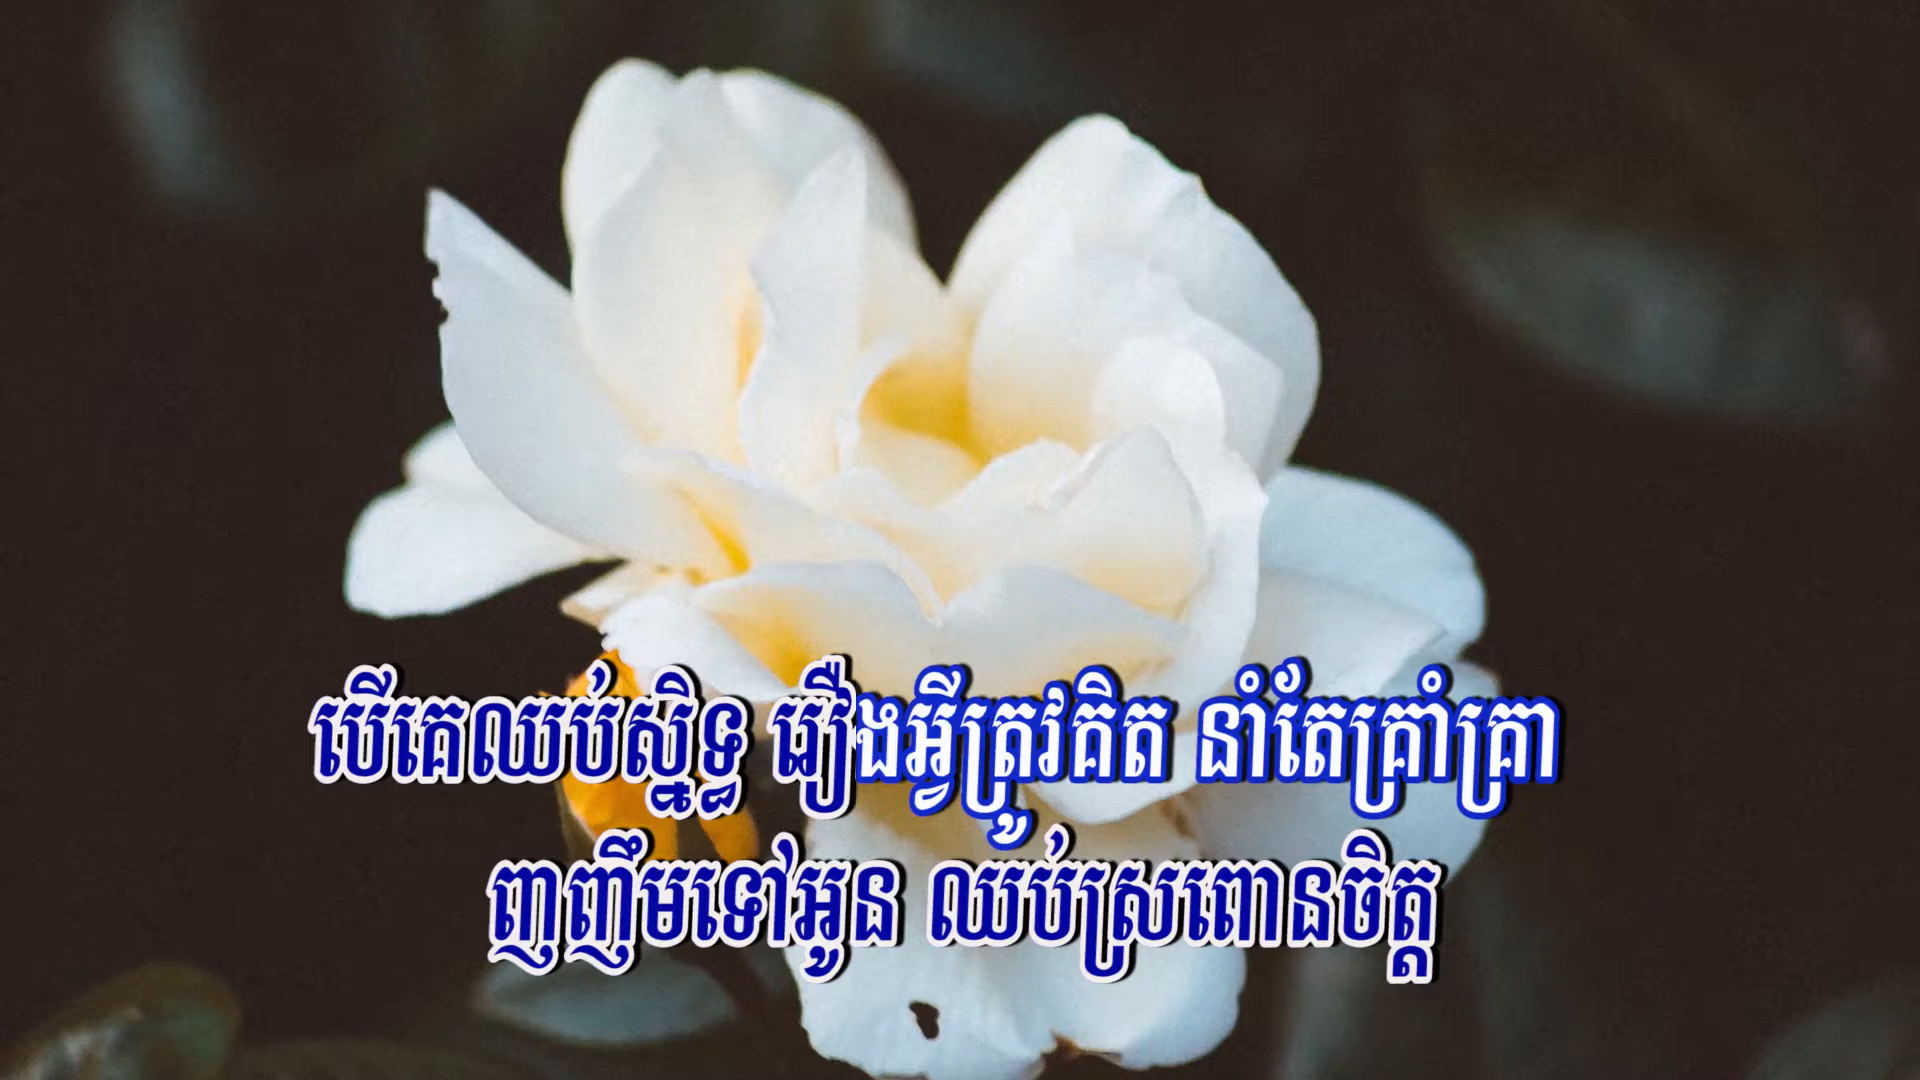 បើគេឈប់ស្និទ្ធ រឿងអ្វីត្រូវគិត នាំតែគ្រាំគ្រា
ញញឹមទៅអូន ឈប់ស្រពោនចិត្ត